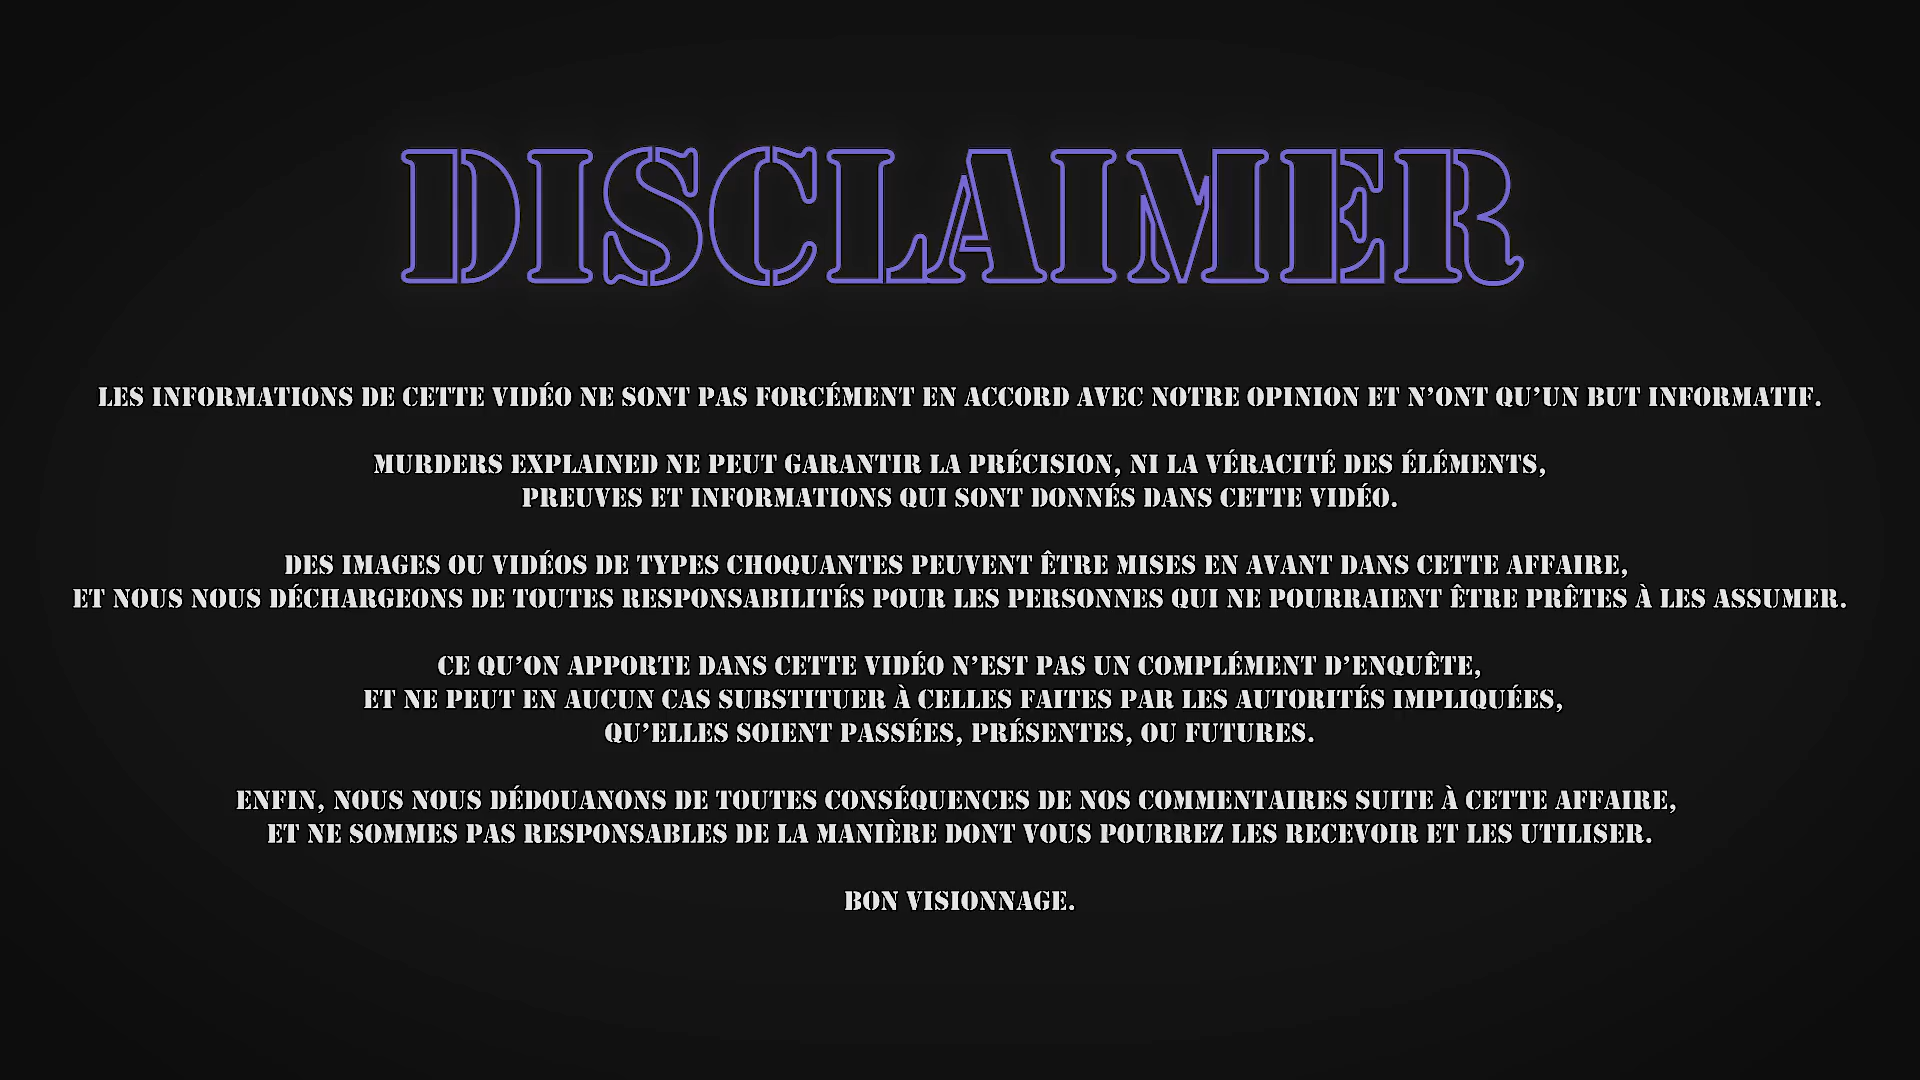 DISCLAIMER
LES INFORMATIONS DE CETTE VIDÉO NE SONT PAS FORCÉMENT EN ACCORD AVEC NOTRE OPINION ET N'ONT QU'UN BUT INFORMATIF.
MURDERS EXPLAINED NE PEUT GARANTIR LA PRÉCISION, NI LA VÉRACITÉ DES ÉLÉMENTS,
PREUVES ET INFORMATIONS QUI SONT DONNÉS DANS CETTE VIDÉO.
DES IMAGES OU VIDÉOS DE TYPES CHOQUANTES PEUVENT ÊTRE MISES EN AVANT DANS CETTE AFFAIRE,
ET NOUS NOUS DÉCHARGEONS DE TOUTES RESPONSABILITÉS POUR LES PERSONNES QUI NE POURRAIENT ÊTRE PRÊTES À LES ASSUMER.
CE QU'ON APPORTE DANS CETTE VIDÉO N'EST PAS UN COMPLÉMENT D'ENQUÊTE,
ET NE PEUT EN AUCUN CAS SUBSTITUER À CELLES FAITES PAR LES AUTORITÉS IMPLIQUÉES,
QU'ELLES SOIENT PASSÉES, PRÉSENTES, OU FUTURES.
ENFIN, NOUS NOUS DÉDOUANONS DE TOUTES CONSÉQUENCES DE NOS COMMENTAIRES SUITE À CETTE AFFAIRE,
ET NE SOMMES PAS RESPONSABLES DE LA MANIÈRE DONT VOUS POURREZ LES RECEVOIR ET LES UTILISER.
BON VISIONNAGE.